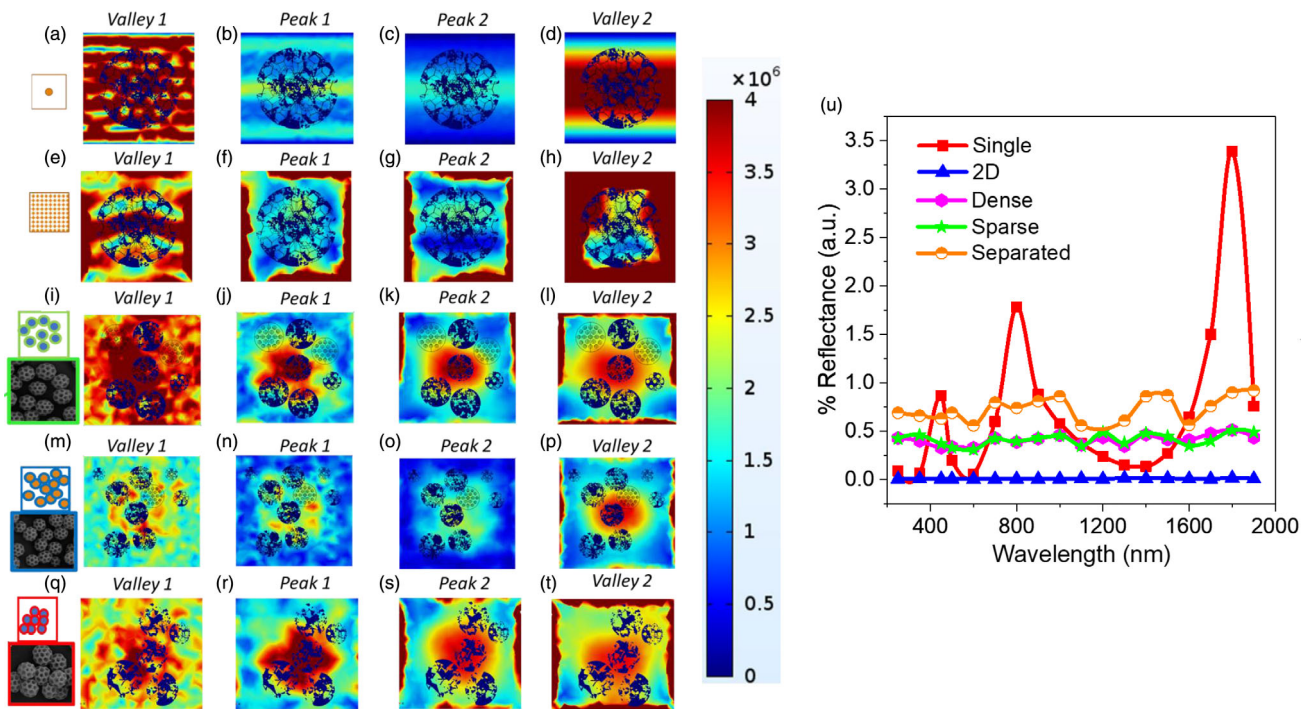 Valley 1 Peak 1 Peak 2 Valley 2
(a) (b) (c) (d)
Valley 1 Peak 1 Peak 2 Valley 2
(e) (f) (g) (h)
Valley 1 Peak 1 Peak 2 Valley 2
(i) (j) (k) (l)
Valley 1 Peak 1 Peak 2 Valley 2
(m) (n) (o) (p)
Valley 1 Peak 1 Peak 2 Valley 2
(q) (r) (s) (t)
×10⁶
4
3.5
3
2.5
2
1.5
1
0.5
0
(u)
% Reflectance (a.u.)
3.5
3.0
2.5
2.0
1.5
1.0
0.5
0.0
Single
2D
Dense
Sparse
Separated
400 800 1200 1600 2000
Wavelength (nm)